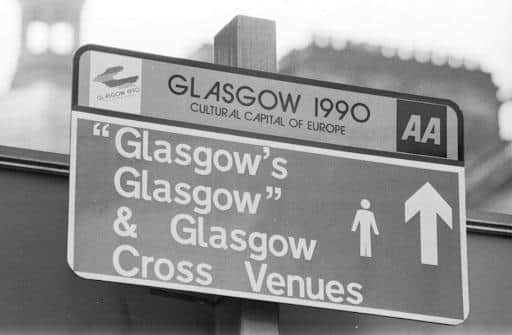 GLASGOW 1990
GLASGOW 1990
CULTURAL CAPITAL OF EUROPE
AA
“Glasgow's
Glasgow”
& Glasgow
Cross Venues